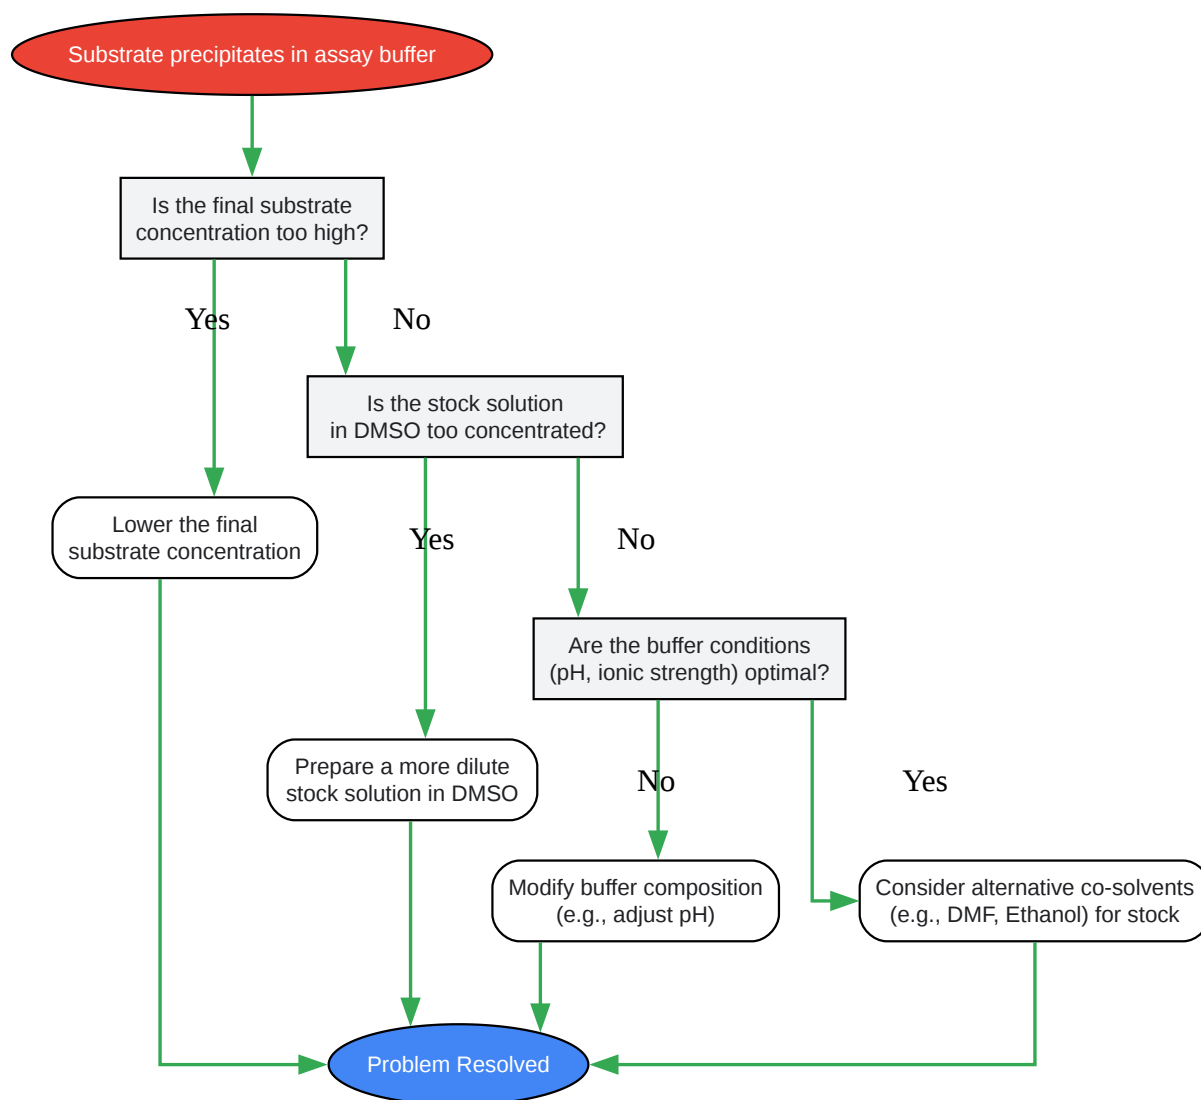 Substrate precipitates in assay buffer
Is the final substrate
concentration too high?
Yes
No
Is the stock solution
in DMSO too concentrated?
Lower the final
substrate concentration
Yes
No
Are the buffer conditions
(pH, ionic strength) optimal?
Prepare a more dilute
stock solution in DMSO
No
Yes
Modify buffer composition
(e.g., adjust pH)
Consider alternative co-solvents
(e.g., DMF, Ethanol) for stock
Problem Resolved